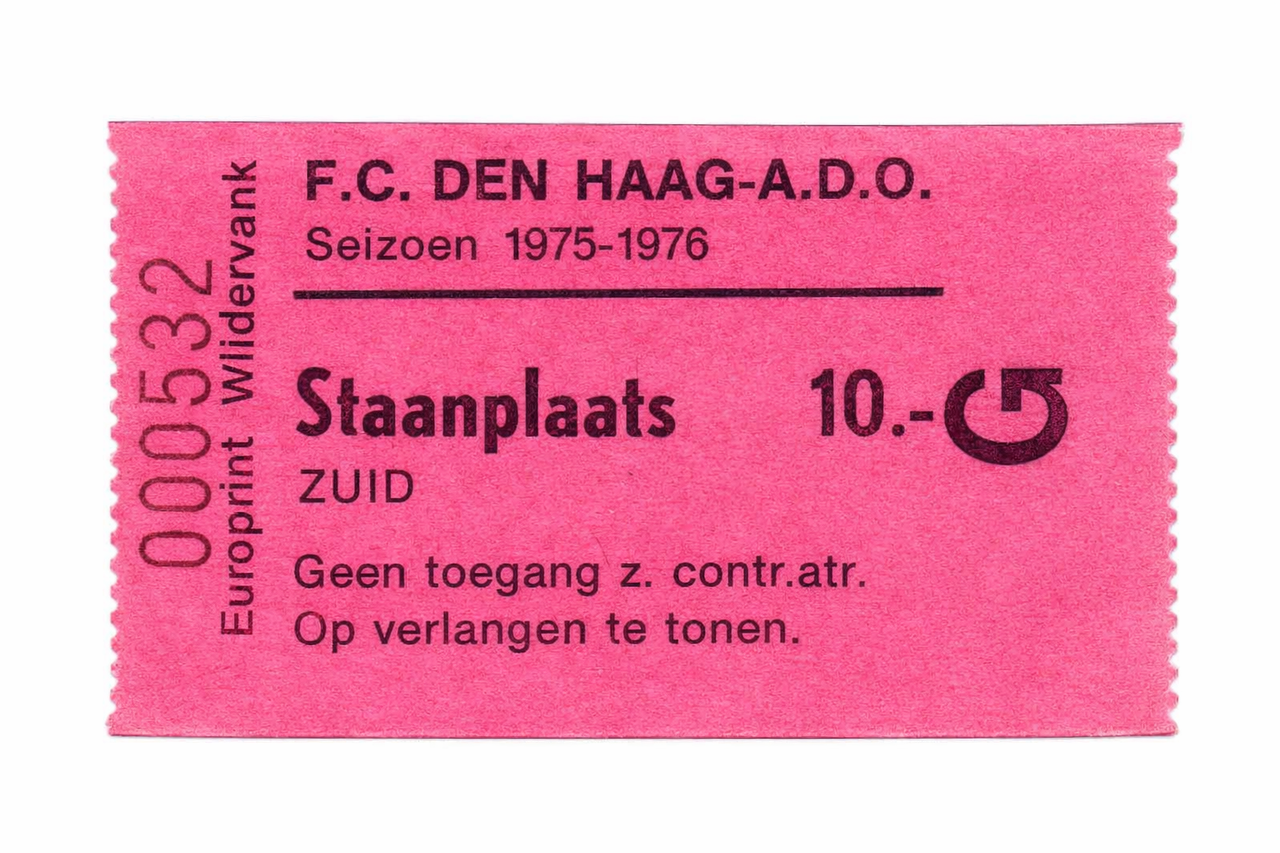 F.C. DEN HAAG-A.D.O.
Seizoen 1975-1976
Staanplaats 10.- G
ZUID
Geen toegang z. contr.atr.
Op verlangen te tonen.
000532
Europrint Wildervank